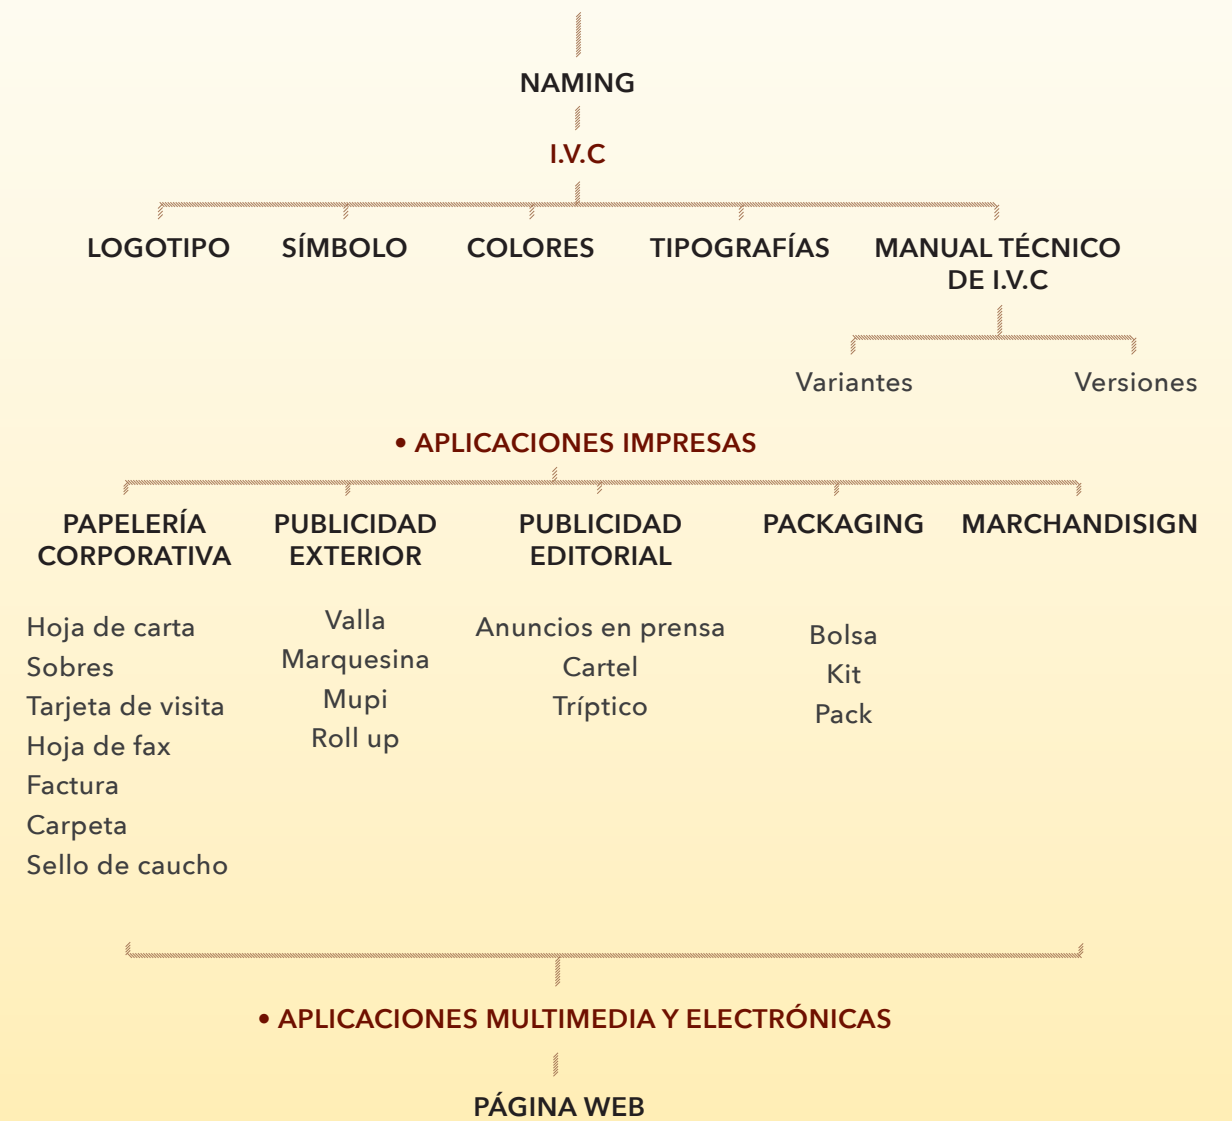 NAMING
I.V.C
LOGOTIPO
SÍMBOLO
COLORES
TIPOGRAFÍAS
MANUAL TÉCNICO
DE I.V.C
Variantes
Versiones
• APLICACIONES IMPRESAS
PAPELERÍA
CORPORATIVA
Hoja de carta
Sobres
Tarjeta de visita
Hoja de fax
Factura
Carpeta
Sello de caucho
PUBLICIDAD
EXTERIOR
Valla
Marquesina
Mupi
Roll up
PUBLICIDAD
EDITORIAL
Anuncios en prensa
Cartel
Tríptico
PACKAGING
Bolsa
Kit
Pack
MARCHANDISIGN
• APLICACIONES MULTIMEDIA Y ELECTRÓNICAS
PÁGINA WEB